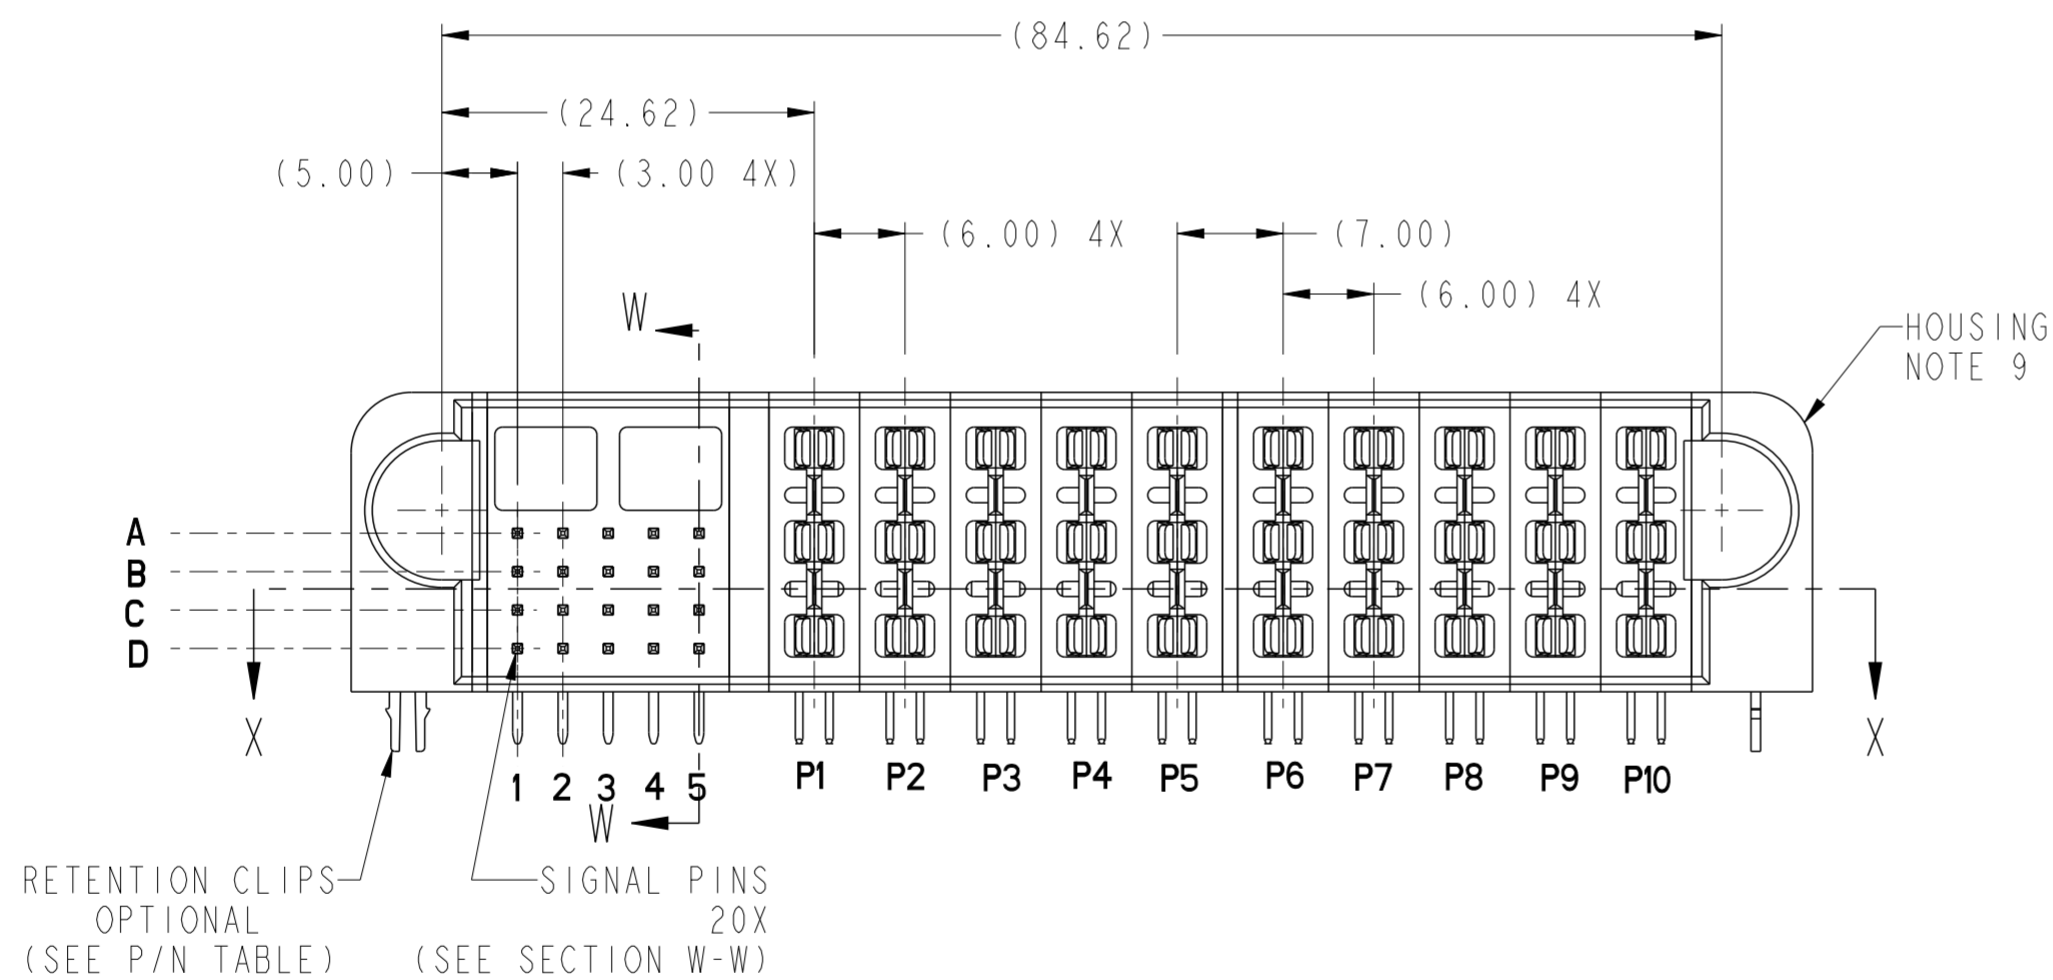 (84.62)
(24.62)
(5.00)
(3.00 4X)
(6.00) 4X
(7.00)
(6.00) 4X
W
HOUSING
NOTE 9
A
B
C
D
X
X
1 2 3 4 5
P1 P2 P3 P4 P5 P6 P7 P8 P9 P10
W
RETENTION CLIPS
OPTIONAL
(SEE P/N TABLE)
SIGNAL PINS
20X
(SEE SECTION W-W)